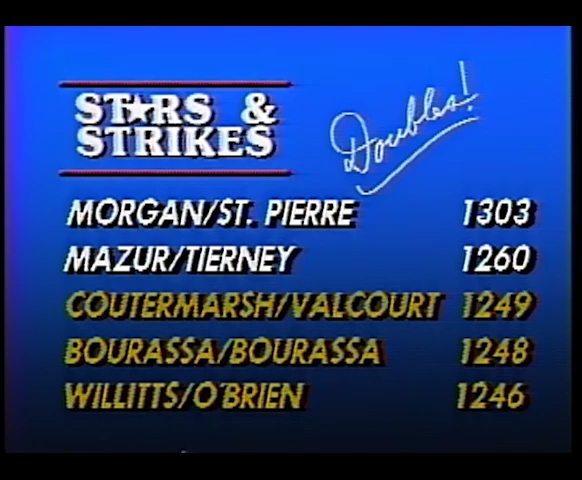 ST★RS &
STRIKES
Doubles!
MORGAN/ST. PIERRE 1303
MAZUR/TIERNEY 1260
COUTERMARSH/VALCOURT 1249
BOURASSA/BOURASSA 1248
WILLITTS/O'BRIEN 1246